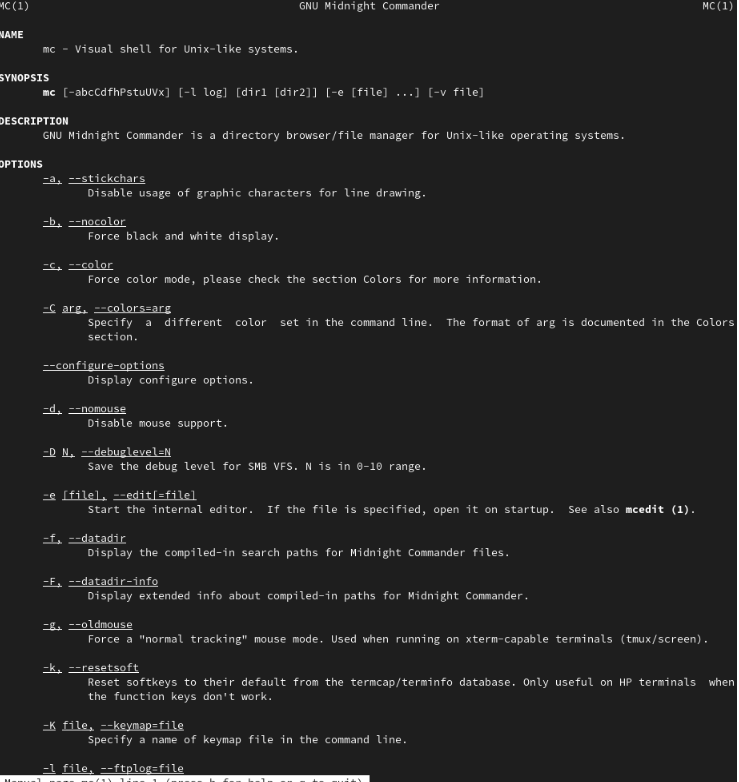 MC(1) GNU Midnight Commander MC(1)
NAME
mc - Visual shell for Unix-like systems.
SYNOPSIS
mc [-abcCdfhPstuUVx] [-l log] [dir1 [dir2]] [-e [file] ...] [-v file]
DESCRIPTION
GNU Midnight Commander is a directory browser/file manager for Unix-like operating systems.
OPTIONS
-a, --stickchars
Disable usage of graphic characters for line drawing.
-b, --nocolor
Force black and white display.
-c, --color
Force color mode, please check the section Colors for more information.
-C arg, --colors=arg
Specify a different color set in the command line. The format of arg is documented in the Colors
section.
--configure-options
Display configure options.
-d, --nomouse
Disable mouse support.
-D N, --debuglevel=N
Save the debug level for SMB VFS. N is in 0-10 range.
-e [file], --edit[=file]
Start the internal editor. If the file is specified, open it on startup. See also mcedit (1).
-f, --datadir
Display the compiled-in search paths for Midnight Commander files.
-F, --datadir-info
Display extended info about compiled-in paths for Midnight Commander.
-g, --oldmouse
Force a "normal tracking" mouse mode. Used when running on xterm-capable terminals (tmux/screen).
-k, --resetsoft
Reset softkeys to their default from the termcap/terminfo database. Only useful on HP terminals when
the function keys don't work.
-K file, --keymap=file
Specify a name of keymap file in the command line.
-l file, --ftplog=file
Manual page mc(1) line 1 (press h for help or q to quit)